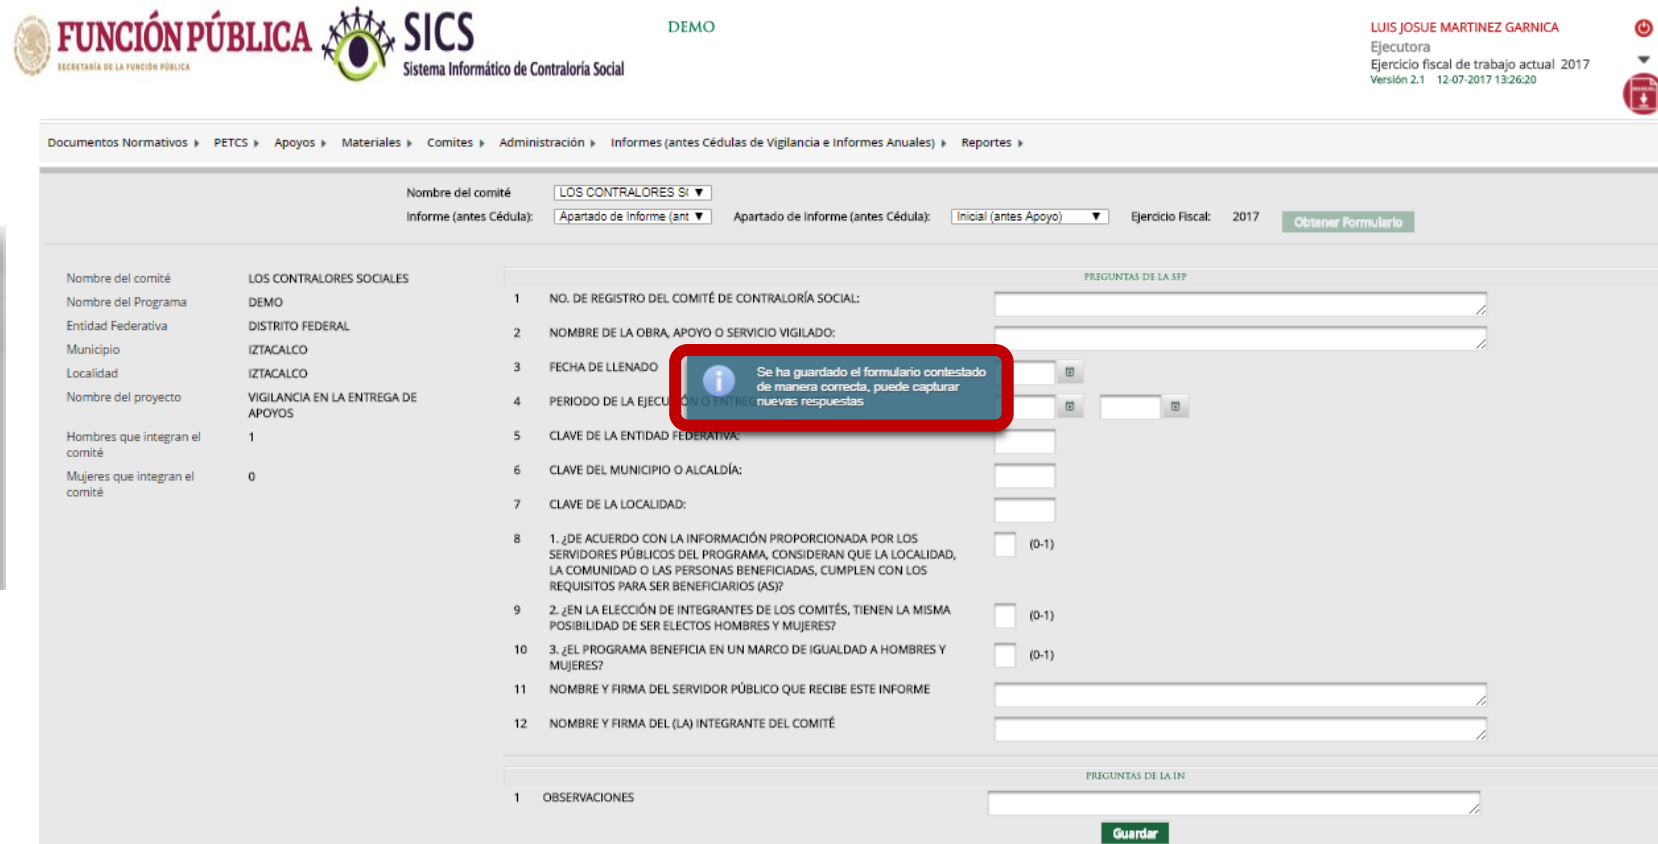 FUNCIÓN PÚBLICA
SECRETARÍA DE LA FUNCIÓN PÚBLICA
SICS
Sistema Informático de Contraloría Social
DEMO
LUIS JOSUE MARTINEZ GARNICA
Ejecutora
Ejercicio fiscal de trabajo actual 2017
Versión 2.1 12-07-2017 13:26:20
Documentos Normativos PETCS Apoyos Materiales Comites Administración Informes (antes Cédulas de Vigilancia e Informes Anuales) Reportes
Nombre del comité LOS CONTRALORES S
Informe (antes Cédula): Apartado de Informe (ant Apartado de Informe (antes Cédula): Inicial (antes Apoyo) Ejercicio Fiscal: 2017 Obtener Formulario
Nombre del comité LOS CONTRALORES SOCIALES
Nombre del Programa DEMO
Entidad Federativa DISTRITO FEDERAL
Municipio IZTACALCO
Localidad IZTACALCO
Nombre del proyecto VIGILANCIA EN LA ENTREGA DE
APOYOS
Hombres que integran el 1
comité
Mujeres que integran el 0
comité
PREGUNTAS DE LA SFP
1 NO. DE REGISTRO DEL COMITÉ DE CONTRALORÍA SOCIAL:
2 NOMBRE DE LA OBRA, APOYO O SERVICIO VIGILADO:
3 FECHA DE LLENADO
Se ha guardado el formulario contestado
de manera correcta, puede capturar
nuevas respuestas
4 PERIODO DE LA EJECUCIÓN O ENTREG
5 CLAVE DE LA ENTIDAD FEDERATIVA:
6 CLAVE DEL MUNICIPIO O ALCALDÍA:
7 CLAVE DE LA LOCALIDAD:
8 1. ¿DE ACUERDO CON LA INFORMACIÓN PROPORCIONADA POR LOS (0-1)
SERVIDORES PÚBLICOS DEL PROGRAMA, CONSIDERAN QUE LA LOCALIDAD,
LA COMUNIDAD O LAS PERSONAS BENEFICIADAS, CUMPLEN CON LOS
REQUISITOS PARA SER BENEFICIARIOS (AS)?
9 2. ¿EN LA ELECCIÓN DE INTEGRANTES DE LOS COMITÉS, TIENEN LA MISMA (0-1)
POSIBILIDAD DE SER ELECTOS HOMBRES Y MUJERES?
10 3. ¿EL PROGRAMA BENEFICIA EN UN MARCO DE IGUALDAD A HOMBRES Y (0-1)
MUJERES?
11 NOMBRE Y FIRMA DEL SERVIDOR PÚBLICO QUE RECIBE ESTE INFORME
12 NOMBRE Y FIRMA DEL (LA) INTEGRANTE DEL COMITÉ
PREGUNTAS DE LA IN
1 OBSERVACIONES
Guardar